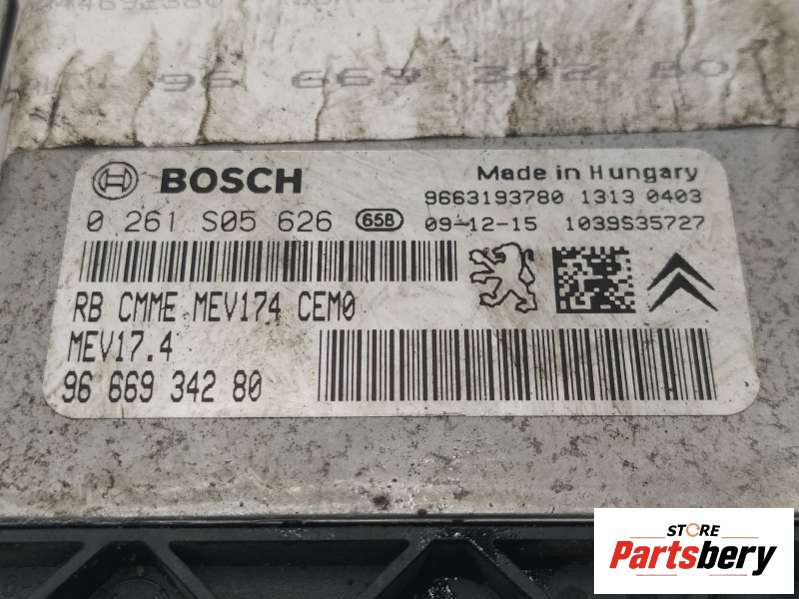 96 669 342 80
BOSCH
Made in Hungary
9663193780 1313 0403
0 261 S05 626 65B 09-12-15 1039S35727
RB CMME MEV174 CEM0
MEV17.4
96 669 342 80
STORE
Partsbery